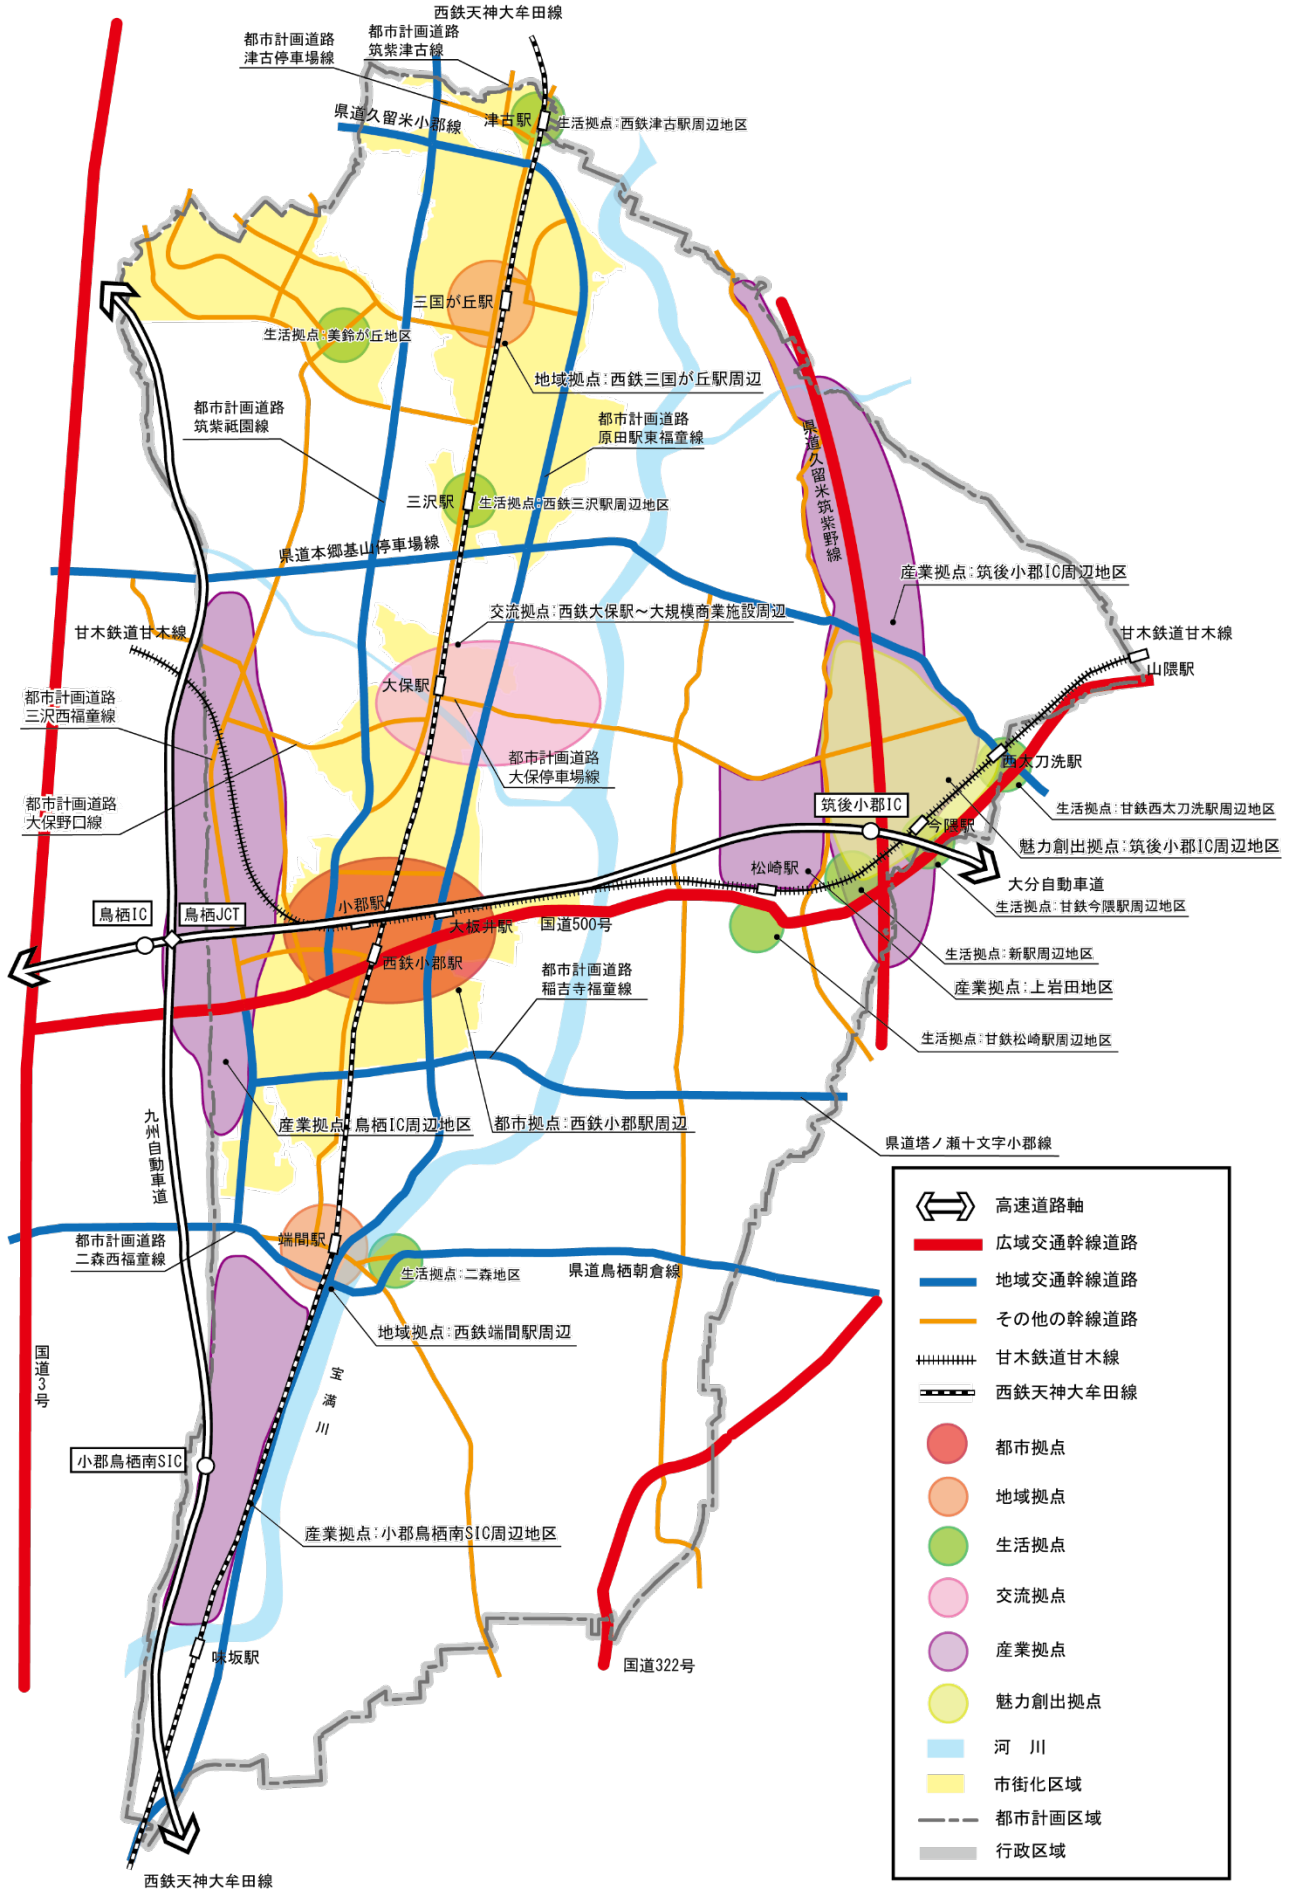 西鉄天神大牟田線
都市計画道路
津古停車場線
都市計画道路
筑紫津古線
県道久留米小郡線
津古駅
生活拠点:西鉄津古駅周辺地区
三国が丘駅
生活拠点:美鈴が丘地区
地域拠点:西鉄三国が丘駅周辺
都市計画道路
筑紫祗園線
都市計画道路
原田駅東福童線
県道久留米筑紫野線
三沢駅
生活拠点:西鉄三沢駅周辺地区
県道本郷基山停車場線
産業拠点:筑後小郡IC周辺地区
交流拠点:西鉄大保駅～大規模商業施設周辺
甘木鉄道甘木線
甘木鉄道甘木線
山隈駅
大保駅
都市計画道路
三沢西福童線
都市計画道路
大保停車場線
西太刀洗駅
都市計画道路
大保野口線
筑後小郡IC
生活拠点:甘鉄西太刀洗駅周辺地区
今隈駅
魅力創出拠点:筑後小郡IC周辺地区
松崎駅
大分自動車道
生活拠点:甘鉄今隈駅周辺地区
鳥栖IC
鳥栖JCT
小郡駅
大板井駅
国道500号
西鉄小郡駅
生活拠点:新駅周辺地区
都市計画道路
稲吉寺福童線
産業拠点:上岩田地区
生活拠点:甘鉄松崎駅周辺地区
産業拠点:鳥栖IC周辺地区
都市拠点:西鉄小郡駅周辺
九州自動車道
県道塔ノ瀬十文字小郡線
都市計画道路
二森西福童線
端間駅
生活拠点:二森地区
県道鳥栖朝倉線
地域拠点:西鉄端間駅周辺
国道3号
宝満川
小郡鳥栖南SIC
産業拠点:小郡鳥栖南SIC周辺地区
味坂駅
国道322号
西鉄天神大牟田線
高速道路軸
広域交通幹線道路
地域交通幹線道路
その他の幹線道路
甘木鉄道甘木線
西鉄天神大牟田線
都市拠点
地域拠点
生活拠点
交流拠点
産業拠点
魅力創出拠点
河　川
市街化区域
都市計画区域
行政区域